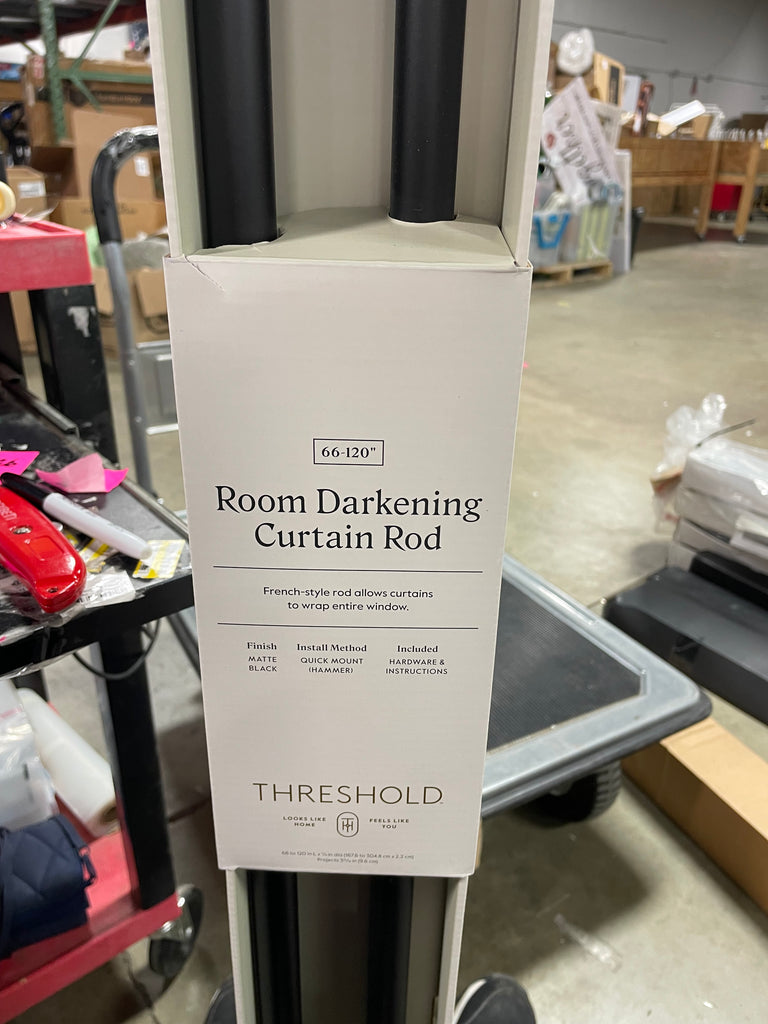 66-120"
Room Darkening
Curtain Rod
French-style rod allows curtains
to wrap entire window.
Finish
MATTE
BLACK
Install Method
QUICK MOUNT
(HAMMER)
Included
HARDWARE &
INSTRUCTIONS
THRESHOLD
LOOKS LIKE
HOME
FEELS LIKE
YOU
together